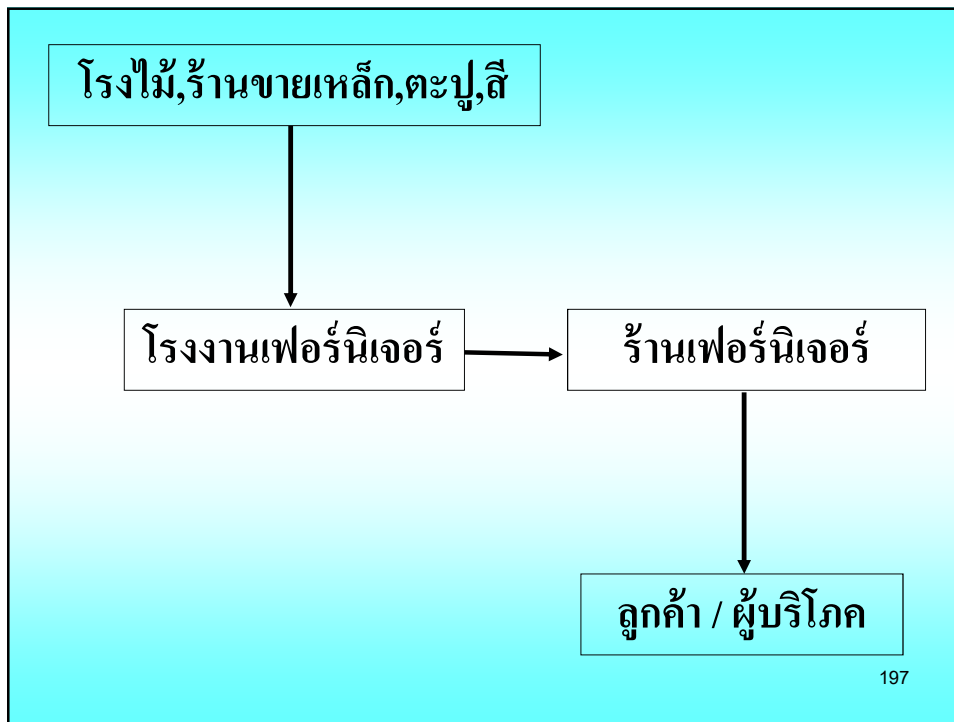 โรงไม้,ร้านขายเหล็ก,ตะปู,สี
โรงงานเฟอร์นิเจอร์
ร้านเฟอร์นิเจอร์
ลูกค้า / ผู้บริโภค
197